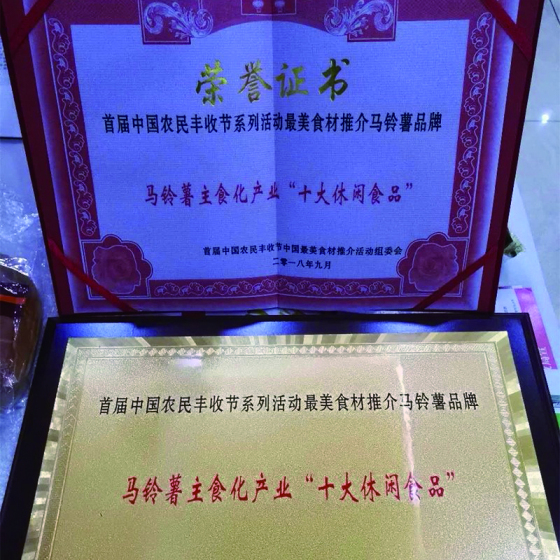 荣誉证书
首届中国农民丰收节系列活动最美食材推介马铃薯品牌
马铃薯主食化产业“十大休闲食品”
首届中国农民丰收节中国最美食材推介活动组委会
二零一八年九月
首届中国农民丰收节系列活动最美食材推介马铃薯品牌
马铃薯主食化产业“十大休闲食品”